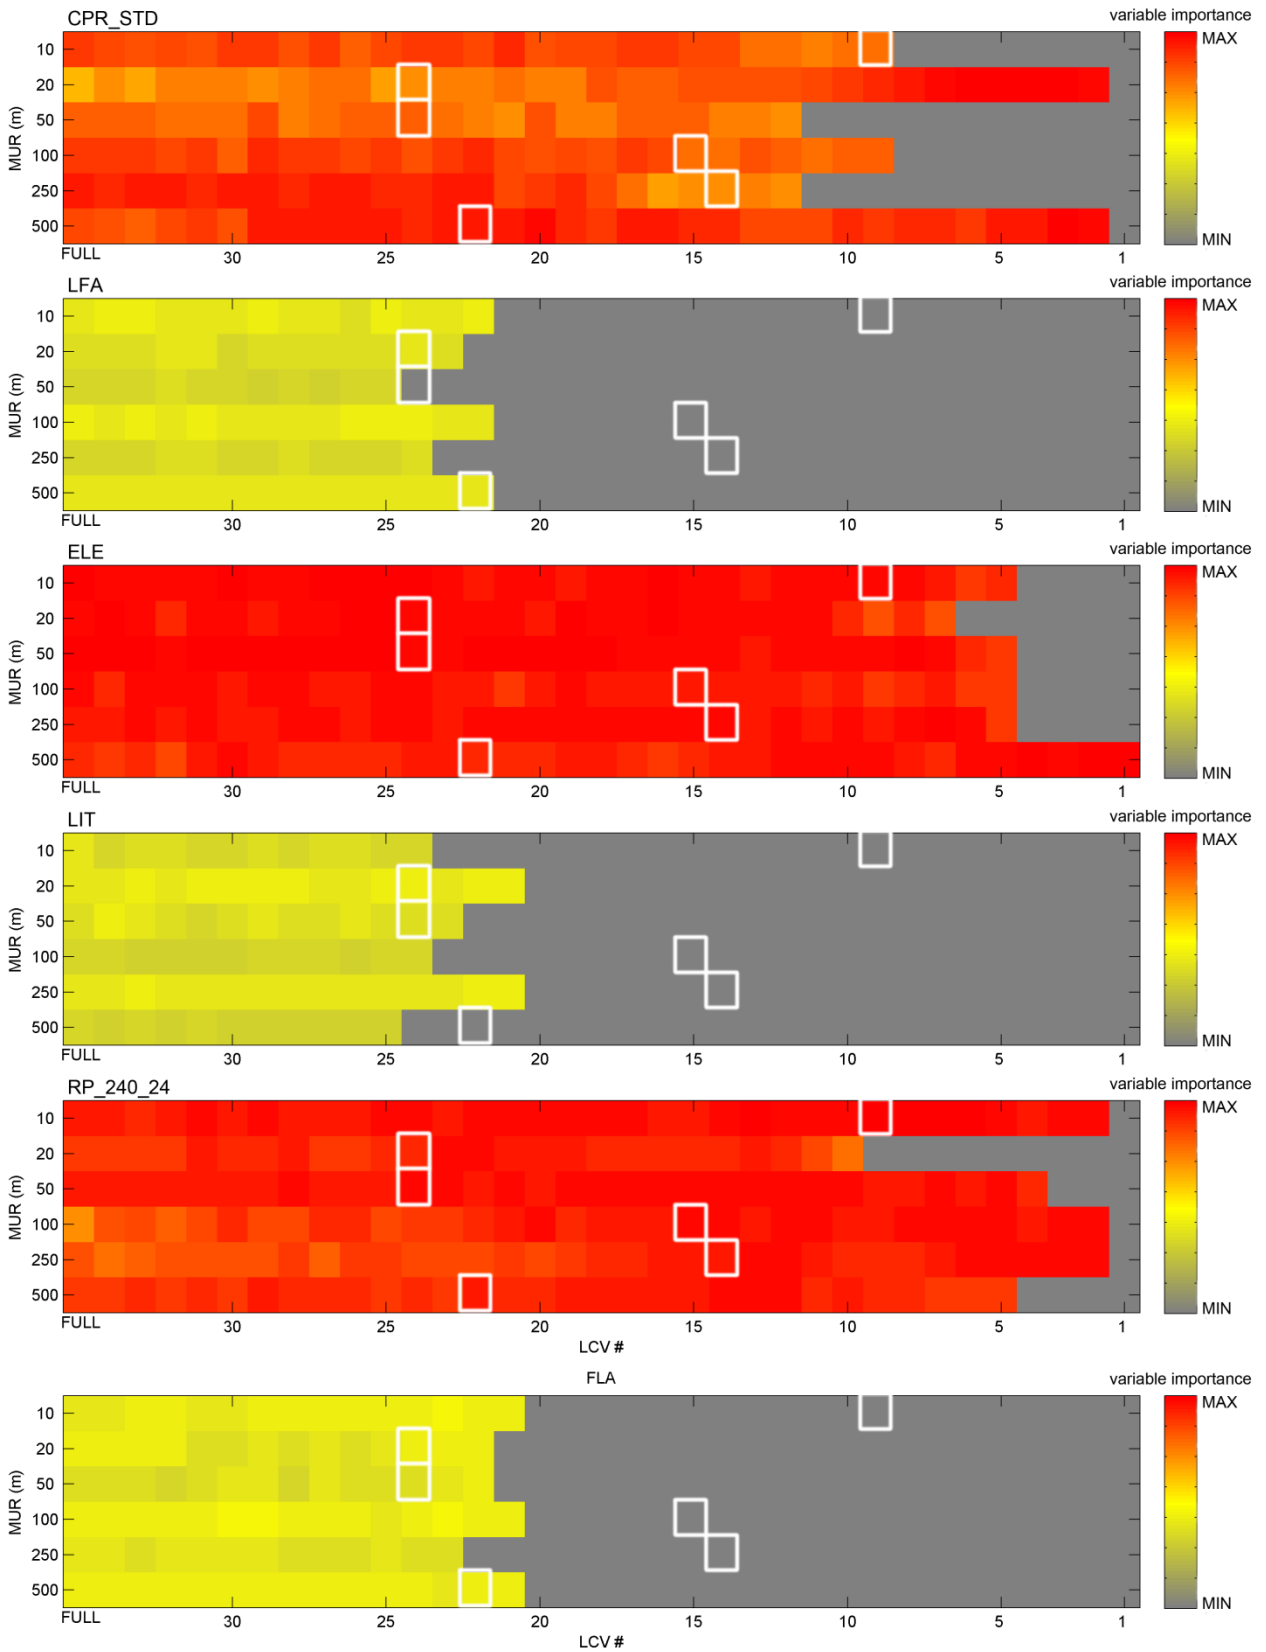 CPR_STD variable importance
10 MAX
20
50
100
250
500 MIN
MUR (m)
FULL 30 25 20 15 10 5 1
LFA variable importance
10 MAX
20
50
100
250
500 MIN
MUR (m)
FULL 30 25 20 15 10 5 1
ELE variable importance
10 MAX
20
50
100
250
500 MIN
MUR (m)
FULL 30 25 20 15 10 5 1
LIT variable importance
10 MAX
20
50
100
250
500 MIN
MUR (m)
FULL 30 25 20 15 10 5 1
RP_240_24 variable importance
10 MAX
20
50
100
250
500 MIN
MUR (m)
FULL 30 25 20 15 10 5 1
LCV #
FLA variable importance
10 MAX
20
50
100
250
500 MIN
MUR (m)
FULL 30 25 20 15 10 5 1
LCV #